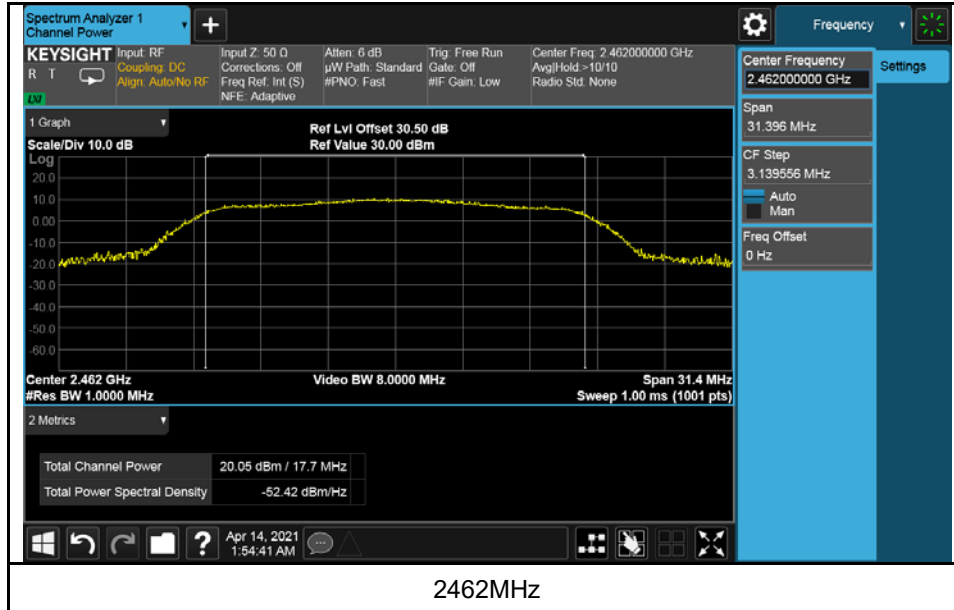 Spectrum Analyzer 1
Channel Power
+
Frequency
KEYSIGHT
R T
LXI
Input: RF
Coupling: DC
Align: Auto/No RF
Input Z: 50 Ω
Corrections: Off
Freq Ref: Int (S)
NFE: Adaptive
Atten: 6 dB
µW Path: Standard
#PNO: Fast
Trig: Free Run
Gate: Off
#IF Gain: Low
Center Freq: 2.462000000 GHz
Avg|Hold:>10/10
Radio Std: None
Center Frequency
2.462000000 GHz
Settings
Span
31.396 MHz
CF Step
3.139556 MHz
Auto
Man
Freq Offset
0 Hz
1 Graph
Scale/Div 10.0 dB
Ref Lvl Offset 30.50 dB
Ref Value 30.00 dBm
Log
20.0
10.0
0.00
-10.0
-20.0
-30.0
-40.0
-50.0
-60.0
Center 2.462 GHz
#Res BW 1.0000 MHz
Video BW 8.0000 MHz
Span 31.4 MHz
Sweep 1.00 ms (1001 pts)
2 Metrics
Total Channel Power 20.05 dBm / 17.7 MHz
Total Power Spectral Density -52.42 dBm/Hz
?
Apr 14, 2021
1:54:41 AM
2462MHz